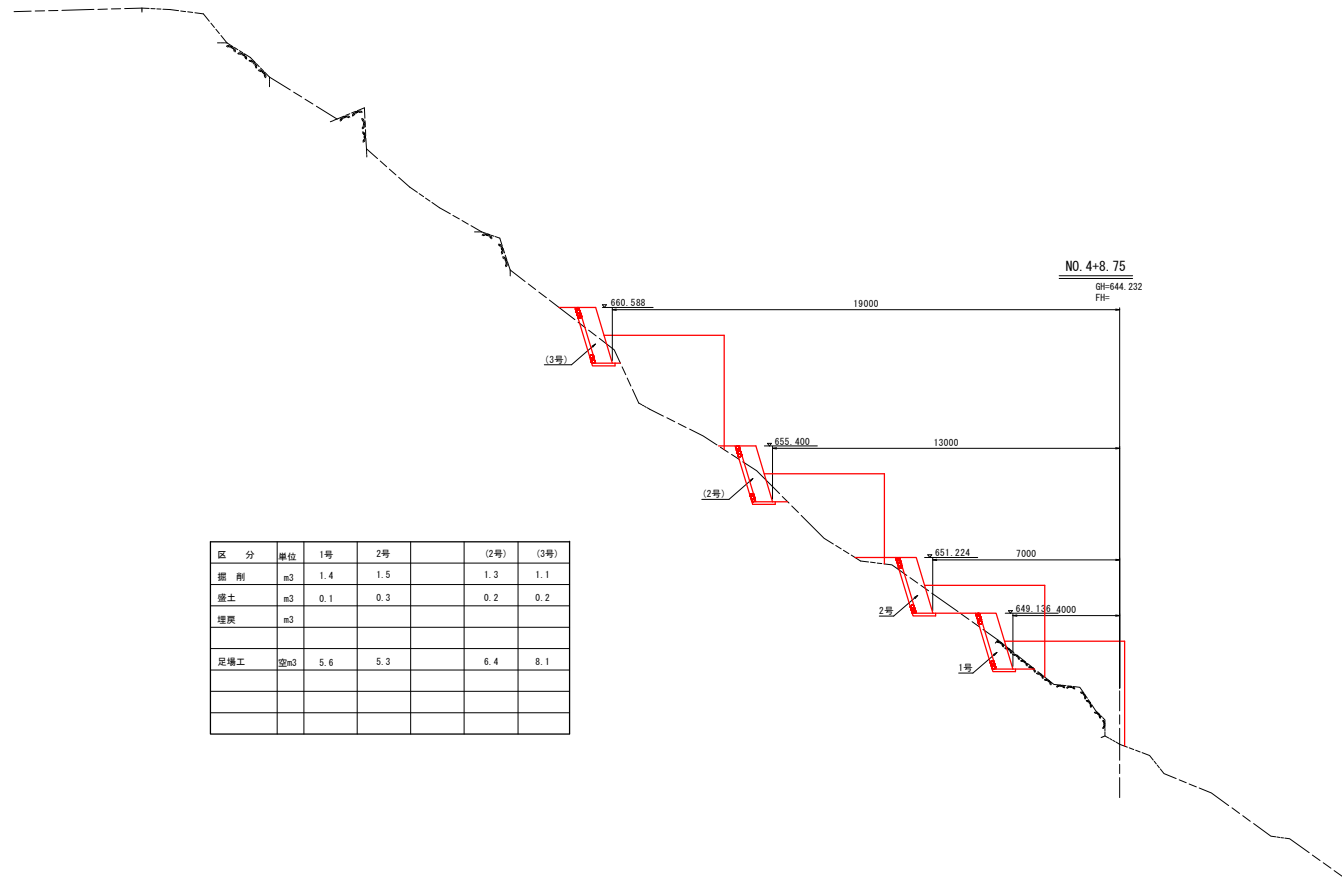 NO. 4+8. 75
GH=644. 232
FH=
660. 588
19000
(3号)
655. 400
13000
(2号)
651. 224
7000
2号
649. 136
4000
1号
区 分 単位 1号 2号 (2号) (3号)
掘 削 m3 1. 4 1. 5 1. 3 1. 1
盛土 m3 0. 1 0. 3 0. 2 0. 2
埋戻 m3
足場工 空m3 5. 6 5. 3 6. 4 8. 1